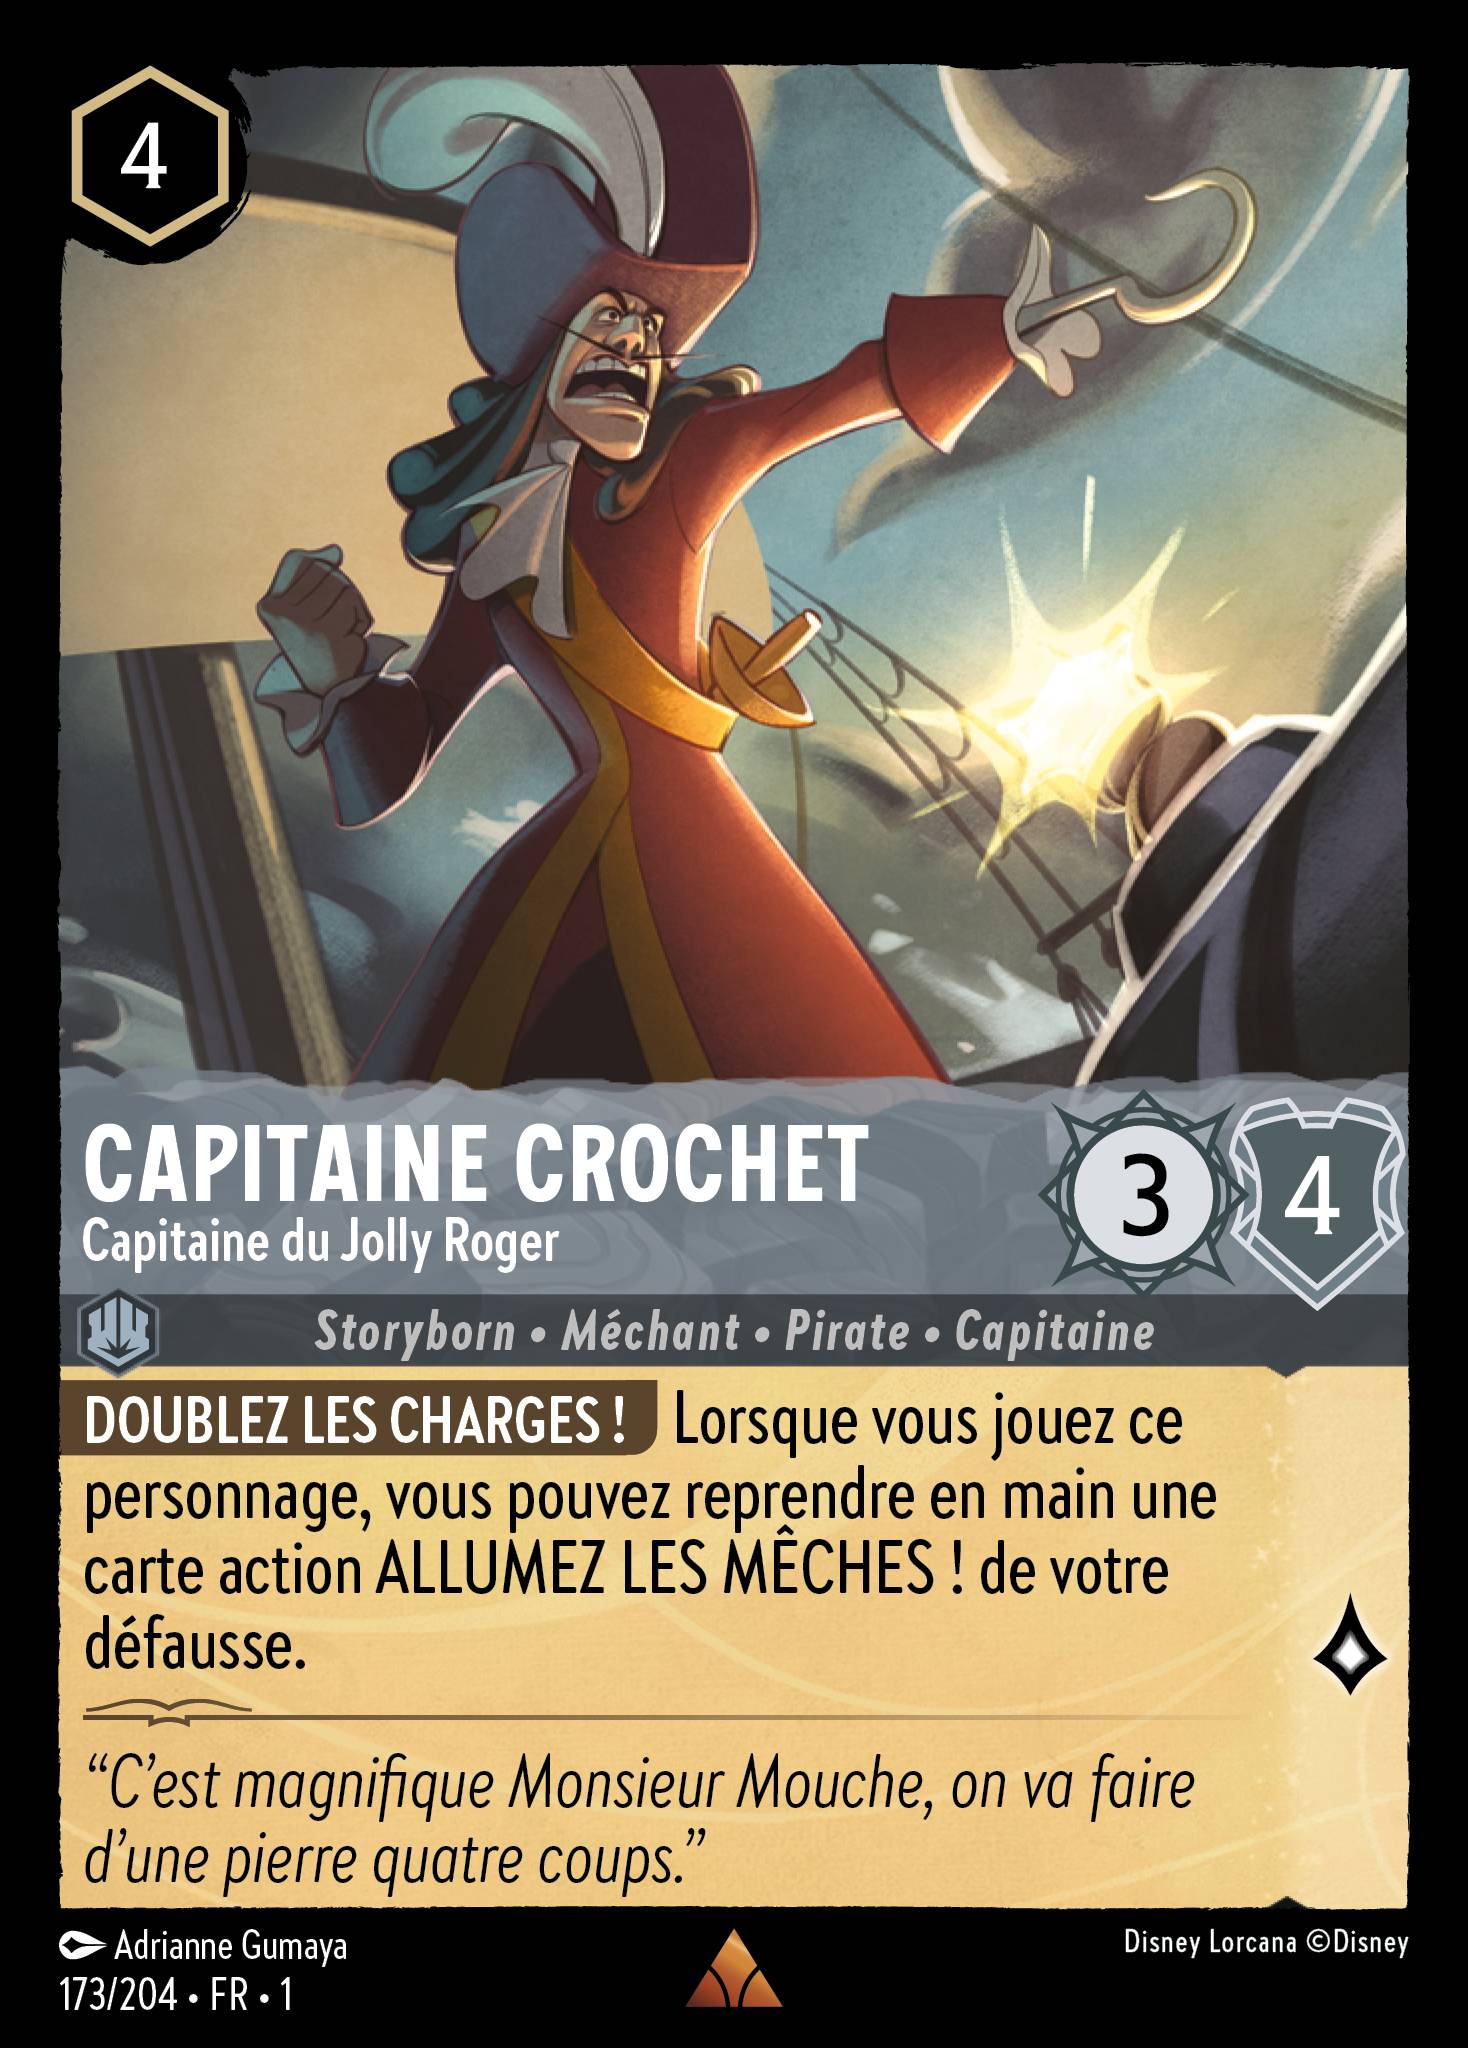 4
CAPITAINE CROCHET
Capitaine du Jolly Roger
3
4
Storyborn • Méchant • Pirate • Capitaine
DOUBLEZ LES CHARGES ! Lorsque vous jouez ce
personnage, vous pouvez reprendre en main une
carte action ALLUMEZ LES MÊCHES ! de votre
défausse.
“C’est magnifique Monsieur Mouche, on va faire
d’une pierre quatre coups.”
Adrianne Gumaya
Disney Lorcana ©Disney
173/204 • FR • 1